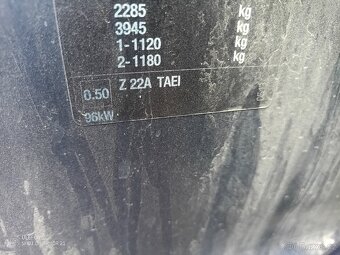 2285 kg
3945 kg
1-1120 kg
2-1180 kg
0.50 Z 22A TAEI
96kW